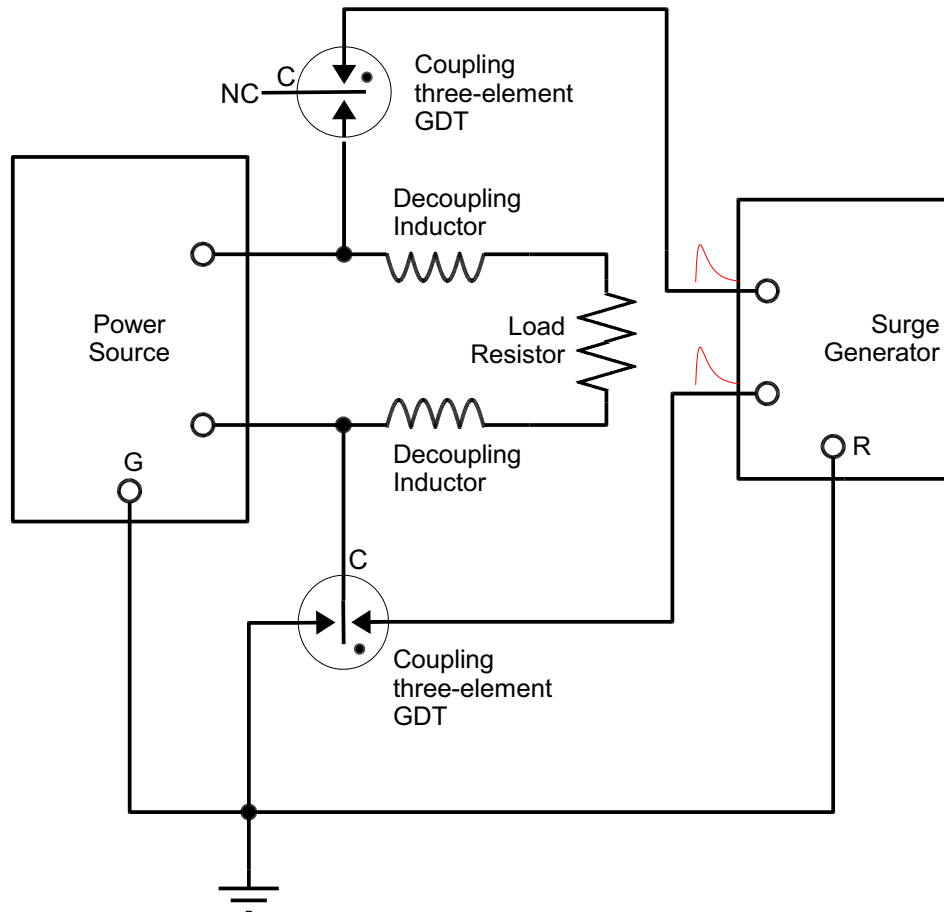 C
NC
Coupling
three-element
GDT
Decoupling
Inductor
Power
Source
Load
Resistor
Surge
Generator
G
Decoupling
Inductor
R
C
Coupling
three-element
GDT